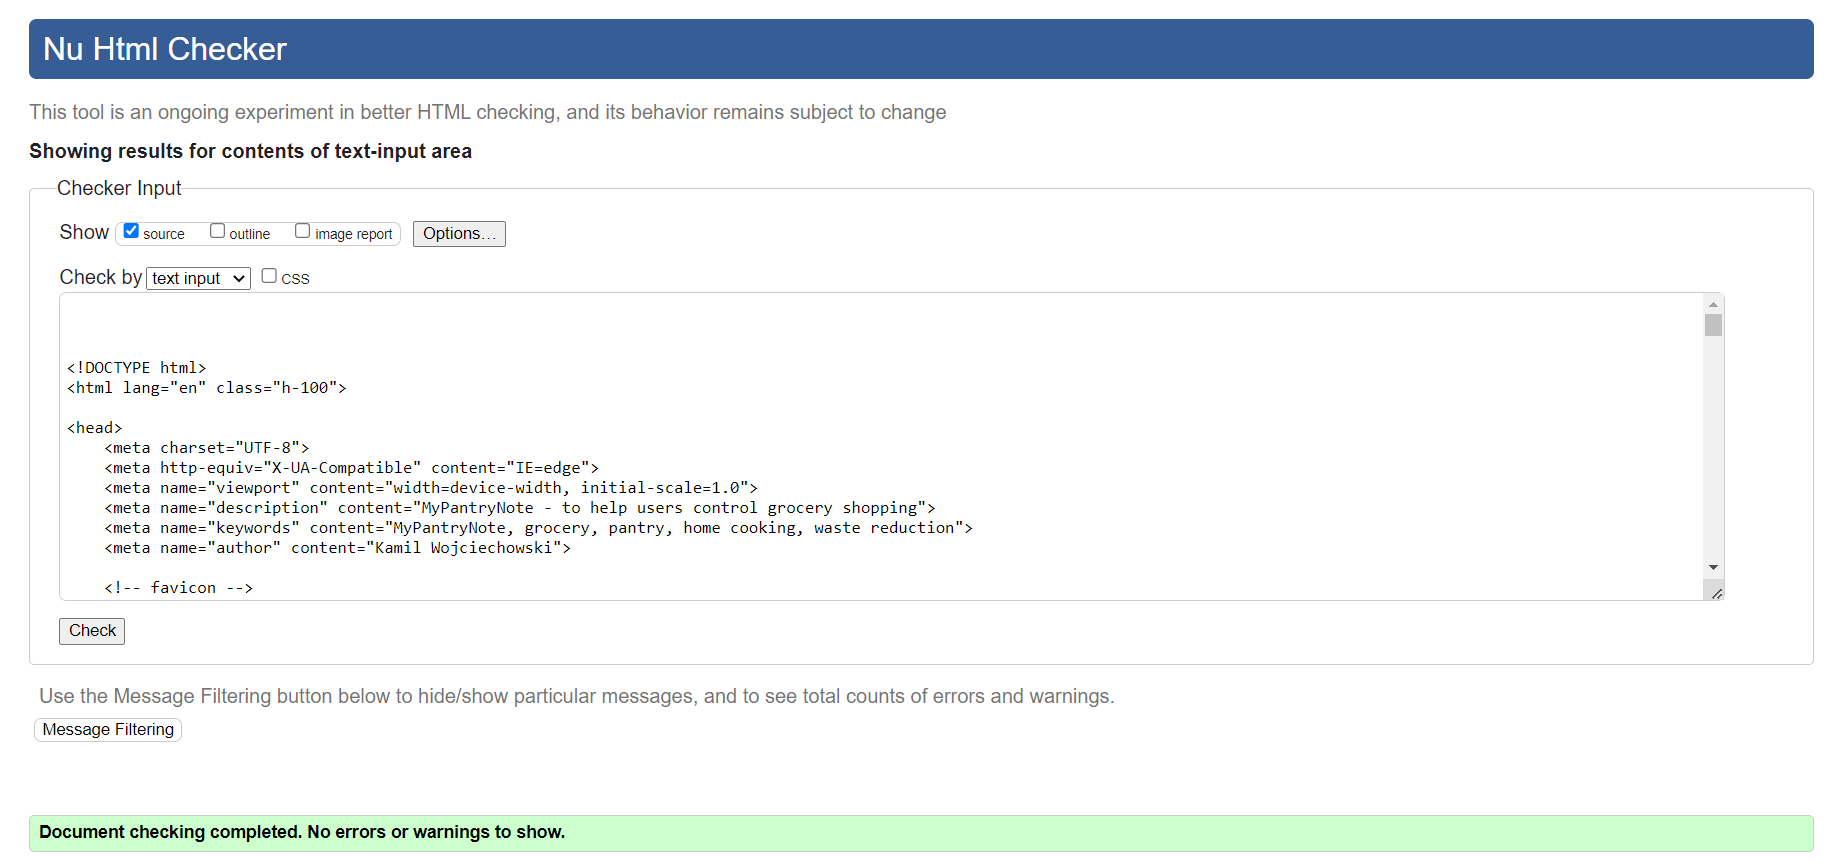 Nu Html Checker
This tool is an ongoing experiment in better HTML checking, and its behavior remains subject to change
Showing results for contents of text-input area
Checker Input
Show source outline image report Options...
Check by text input CSS
<!DOCTYPE html>
<html lang="en" class="h-100">
<head>
<meta charset="UTF-8">
<meta http-equiv="X-UA-Compatible" content="IE=edge">
<meta name="viewport" content="width=device-width, initial-scale=1.0">
<meta name="description" content="MyPantryNote - to help users control grocery shopping">
<meta name="keywords" content="MyPantryNote, grocery, pantry, home cooking, waste reduction">
<meta name="author" content="Kamil Wojciechowski">
<!-- favicon -->
Check
Use the Message Filtering button below to hide/show particular messages, and to see total counts of errors and warnings.
Message Filtering
Document checking completed. No errors or warnings to show.